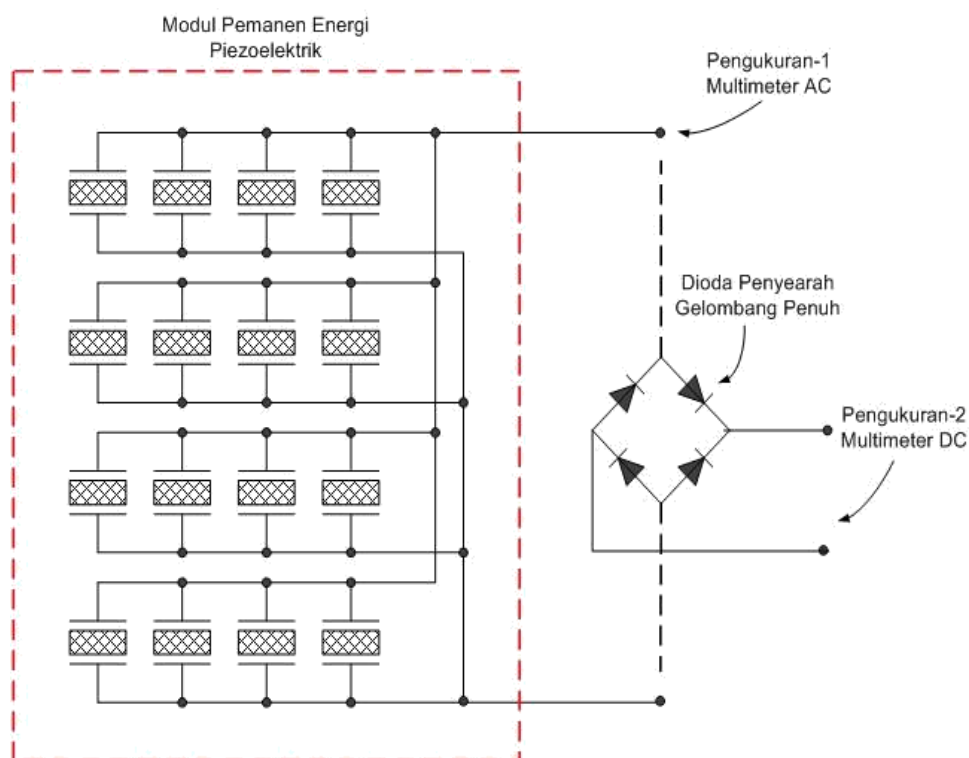 Modul Pemanen Energi
Piezoelektrik
Pengukuran-1
Multimeter AC
Dioda Penyearah
Gelombang Penuh
Pengukuran-2
Multimeter DC